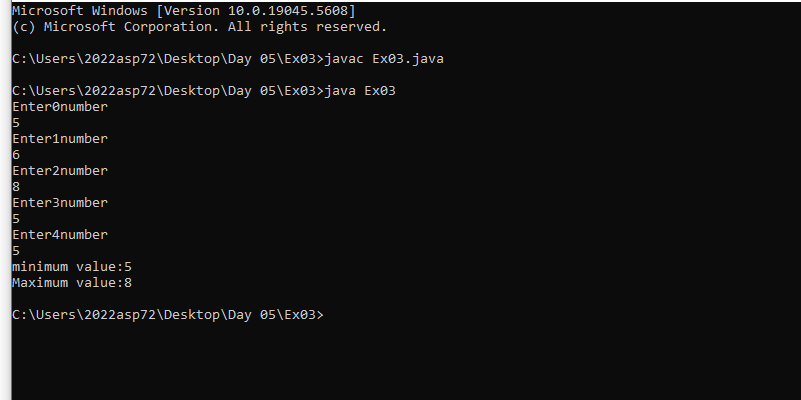 Microsoft Windows [Version 10.0.19045.5608]
(c) Microsoft Corporation. All rights reserved.
C:\Users\2022asp72\Desktop\Day 05\Ex03>javac Ex03.java
C:\Users\2022asp72\Desktop\Day 05\Ex03>java Ex03
Enter0number
5
Enter1number
6
Enter2number
8
Enter3number
5
Enter4number
5
minimum value:5
Maximum value:8
C:\Users\2022asp72\Desktop\Day 05\Ex03>